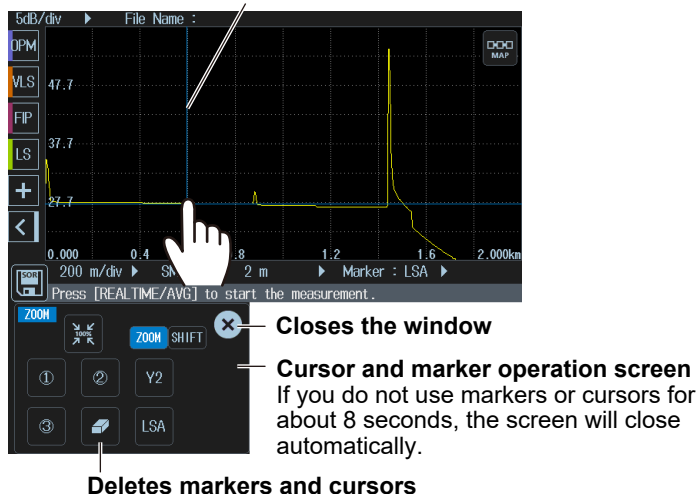 5dB/div ▶ File Name :
OPM
MAP
VLS
47.7
FIP
37.7
LS
+
27.7
<
0.000 0.4 .8 1.2 1.6 2.000km
SOR
200 m/div ▶ SM 2 m ▶ Marker : LSA ▶
Press [REALTIME/AVG] to start the measurement.
ZOOM
100%
ZOOM SHIFT
Closes the window
Cursor and marker operation screen
If you do not use markers or cursors for
about 8 seconds, the screen will close
automatically.
① ② Y2
③ LSA
Deletes markers and cursors